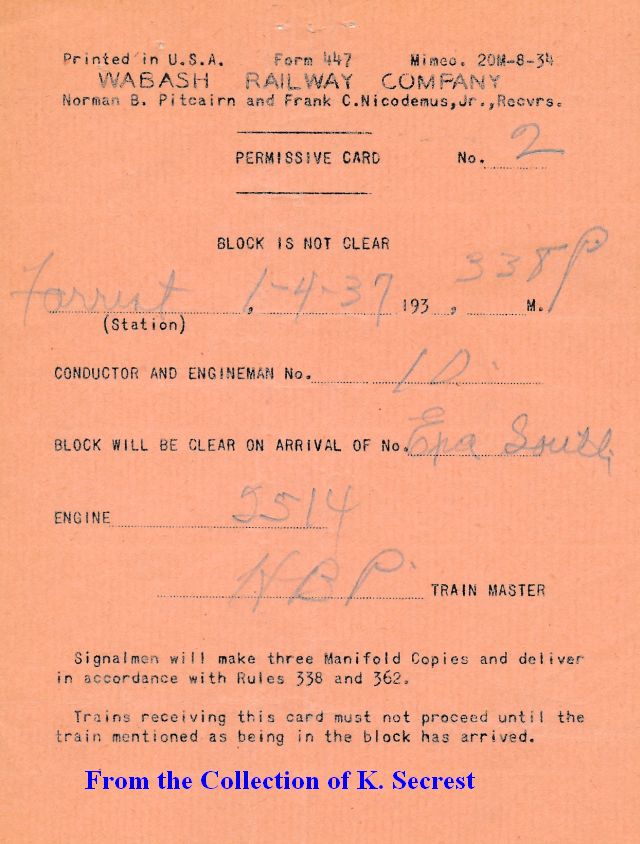 Printed in U.S.A. Form 447 Mimeo. 20M-8-34
WABASH RAILWAY COMPANY
Norman B. Pitcairn and Frank C.Nicodemus,Jr.,Recvrs.
PERMISSIVE CARD No. 2
BLOCK IS NOT CLEAR
Forrest 1-4-37, 193 , 338 P M.
(Station)
CONDUCTOR AND ENGINEMAN No. 
BLOCK WILL BE CLEAR ON ARRIVAL OF No. South
ENGINE 2514
HBP TRAIN MASTER
Signalmen will make three Manifold Copies and deliver
in accordance with Rules 338 and 362.
Trains receiving this card must not proceed until the
train mentioned as being in the block has arrived.
From the Collection of K. Secrest